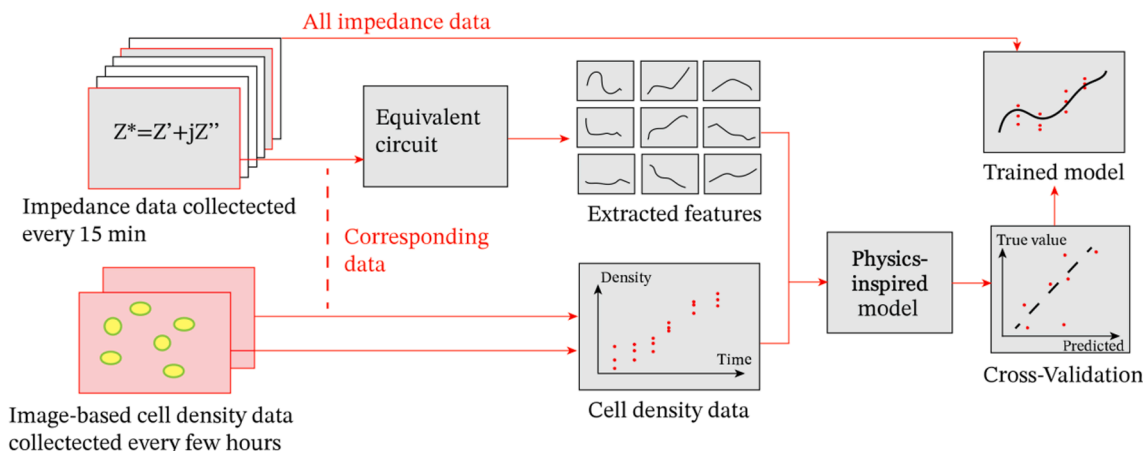 All impedance data
Z*=Z'+jZ''
Equivalent
circuit
Impedance data collectected
every 15 min
Extracted features
Trained model
Corresponding
data
Density
Time
Physics-
inspired
model
True value
Predicted
Cross-Validation
Cell density data
Image-based cell density data
collectected every few hours